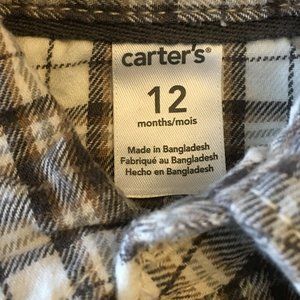 carter's®
12
months/mois
Made in Bangladesh
Fabriqué au Bangladesh
Hecho en Bangladesh